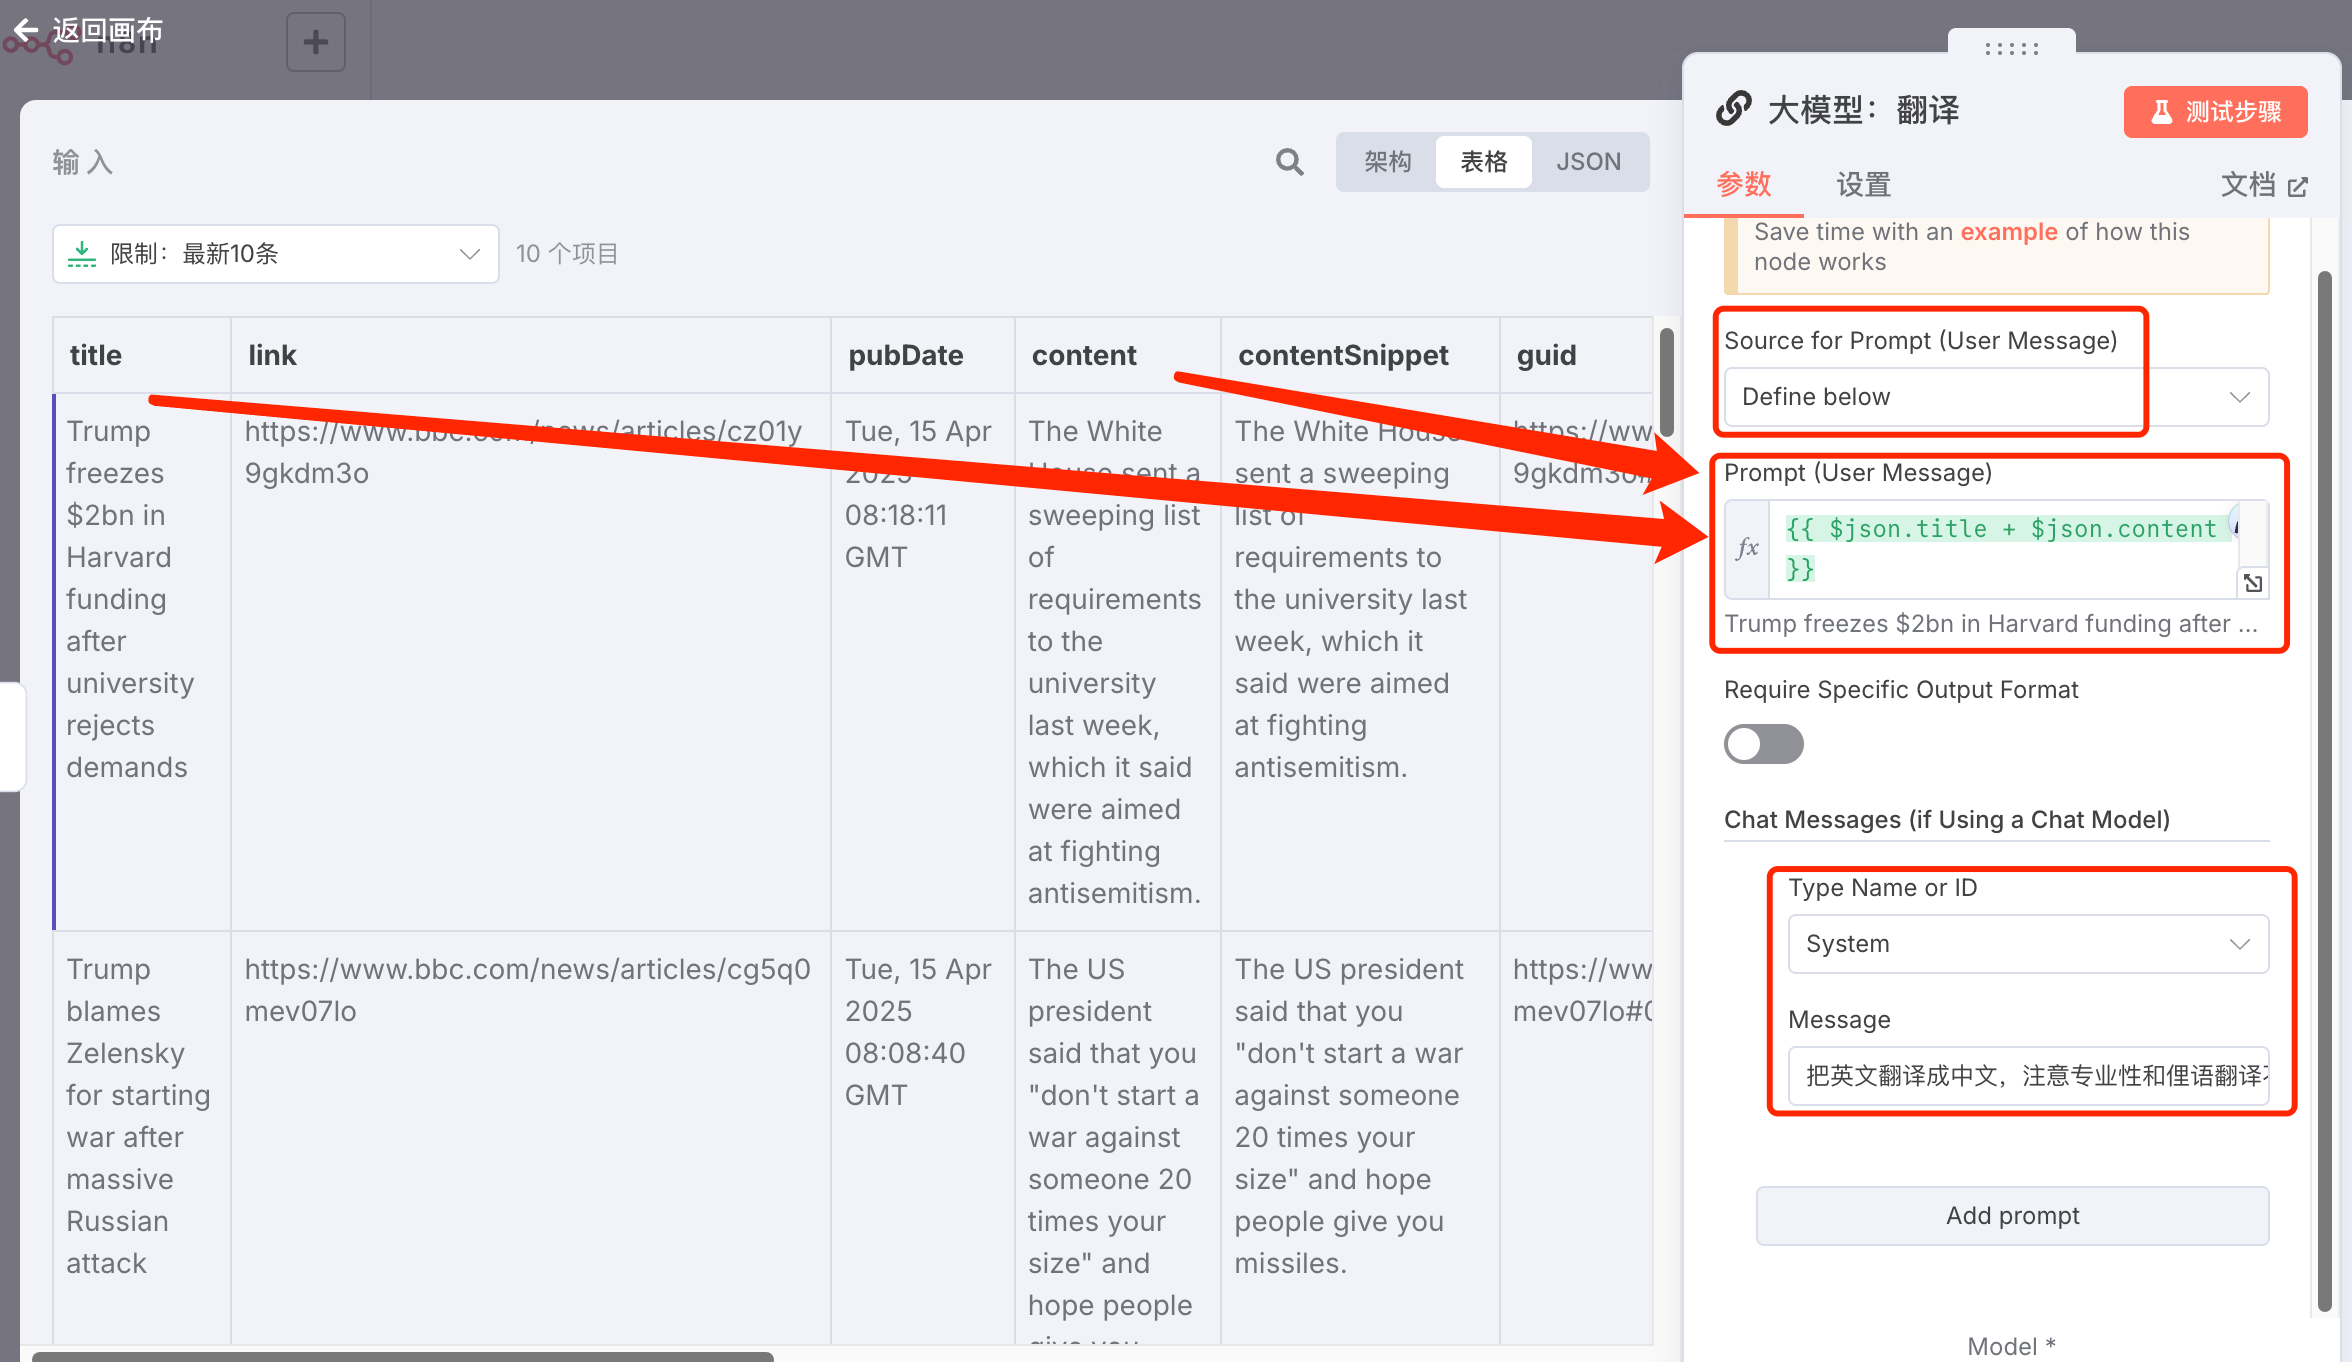 返回画布
n8n
输入
架构
表格
JSON
限制：最新10条
10 个项目
title
link
pubDate
content
contentSnippet
guid
Trump
freezes
$2bn in
Harvard
funding
after
university
rejects
demands
https://www.bbc.com/news/articles/cz01y
9gkdm3o
Tue, 15 Apr
2025
08:18:11
GMT
The White
House sent a
sweeping list
of
requirements
to the
university
last week,
which it said
were aimed
at fighting
antisemitism.
The White House
sent a sweeping
list of
requirements to
the university last
week, which it
said were aimed
at fighting
antisemitism.
https://ww
9gkdm3o#
Trump
blames
Zelensky
for starting
war after
massive
Russian
attack
https://www.bbc.com/news/articles/cg5q0
mev07lo
Tue, 15 Apr
2025
08:08:40
GMT
The US
president
said that you
"don't start a
war against
someone 20
times your
size" and
hope people
give you
The US president
said that you
"don't start a war
against someone
20 times your
size" and hope
people give you
missiles.
https://ww
mev07lo#0
大模型：翻译
测试步骤
参数
设置
文档
Save time with an example of how this
node works
Source for Prompt (User Message)
Define below
Prompt (User Message)
fx
{{ $json.title + $json.content
}}
Trump freezes $2bn in Harvard funding after ...
Require Specific Output Format
Chat Messages (if Using a Chat Model)
Type Name or ID
System
Message
把英文翻译成中文，注意专业性和俚语翻译
Add prompt
Model *